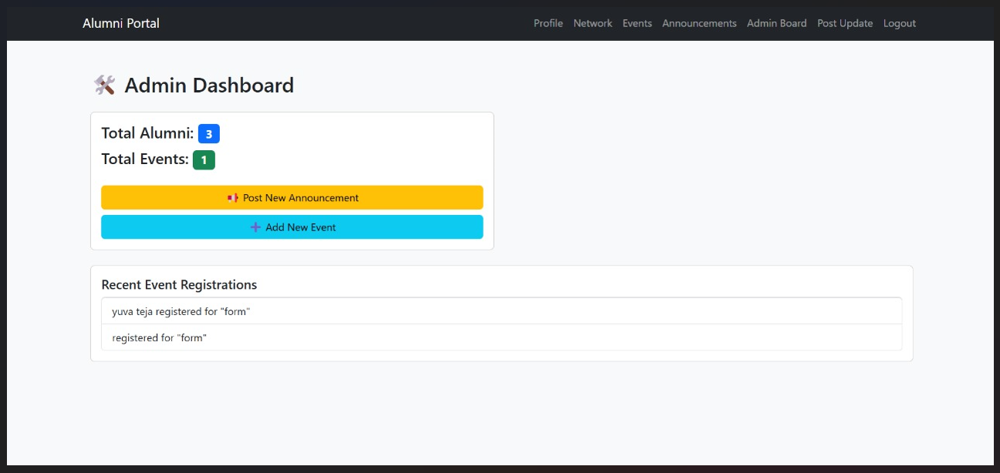 Alumni Portal
Profile Network Events Announcements Admin Board Post Update Logout
Admin Dashboard
Total Alumni: 3
Total Events: 1
Post New Announcement
Add New Event
Recent Event Registrations
yuva teja registered for "form"
registered for "form"